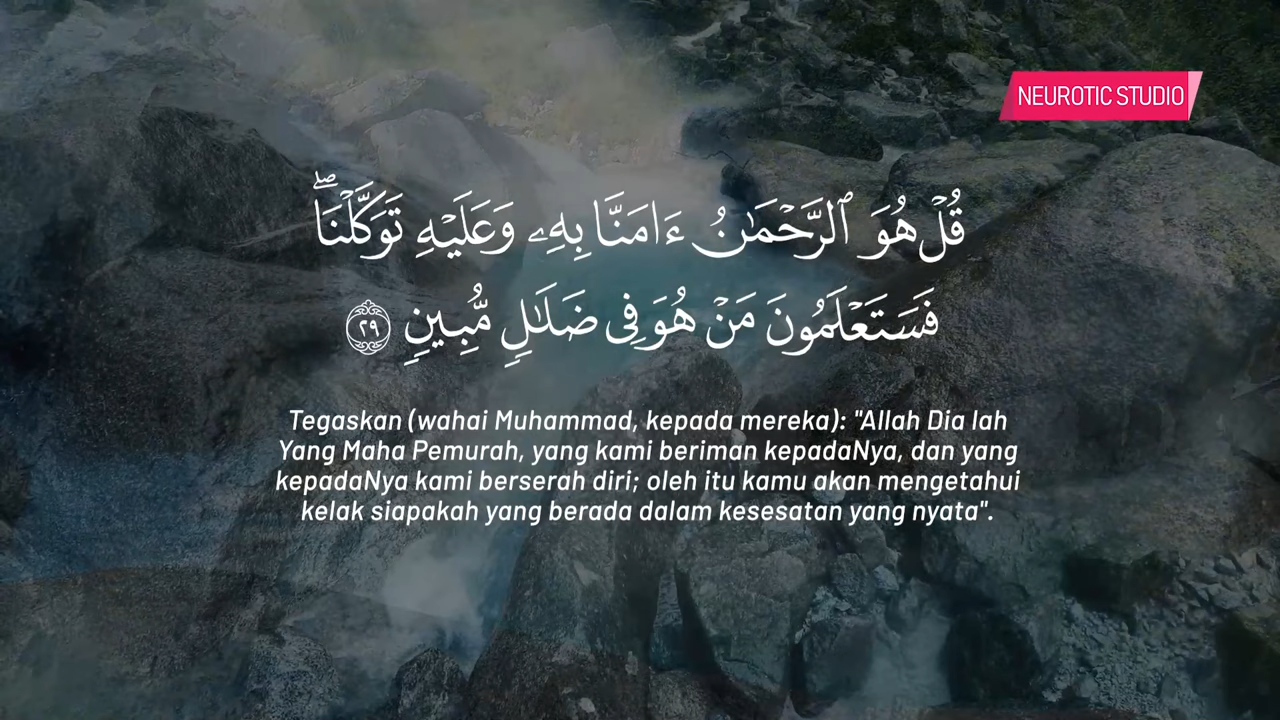 NEUROTIC STUDIO
قُلْ هُوَ ٱلرَّحْمَـٰنُ ءَامَنَّا بِهِۦ وَعَلَيْهِ تَوَكَّلْنَا ۖ
فَسَتَعْلَمُونَ مَنْ هُوَ فِى ضَلَـٰلٍ مُّبِينٍ ٢٩
Tegaskan (wahai Muhammad, kepada mereka): "Allah Dia lah
Yang Maha Pemurah, yang kami beriman kepadaNya, dan yang
kepadaNya kami berserah diri; oleh itu kamu akan mengetahui
kelak siapakah yang berada dalam kesesatan yang nyata".